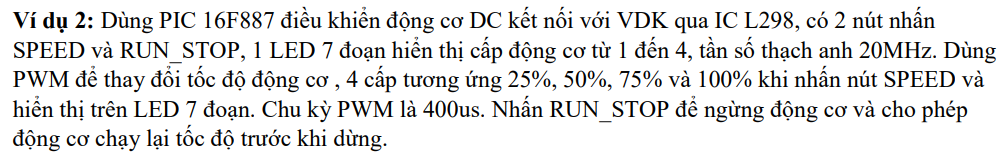 Ví dụ 2: Dùng PIC 16F887 điều khiển động cơ DC kết nối với VDK qua IC L298, có 2 nút nhấn
SPEED và RUN_STOP, 1 LED 7 đoạn hiển thị cấp động cơ từ 1 đến 4, tần số thạch anh 20MHz. Dùng
PWM để thay đổi tốc độ động cơ , 4 cấp tương ứng 25%, 50%, 75% và 100% khi nhấn nút SPEED và
hiển thị trên LED 7 đoạn. Chu kỳ PWM là 400us. Nhấn RUN_STOP để ngừng động cơ và cho phép
động cơ chạy lại tốc độ trước khi dừng.